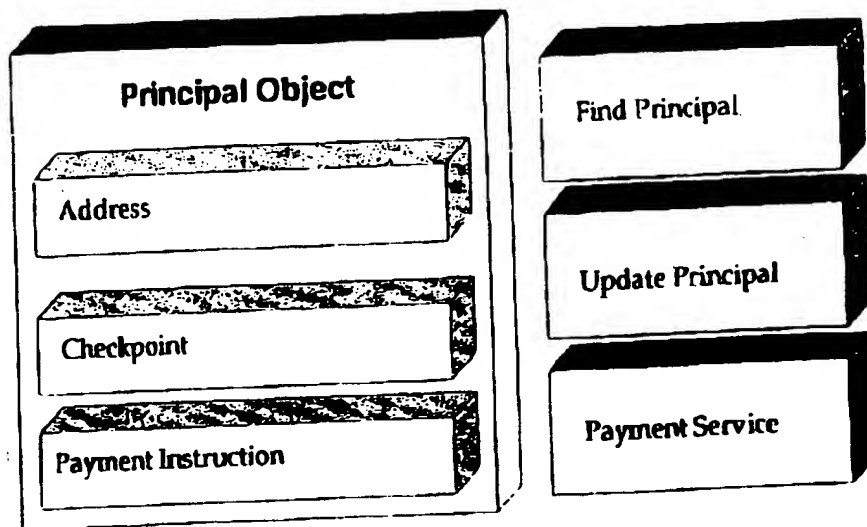 Principal Object
Address
Checkpoint
Payment Instruction
Find Principal
Update Principal
Payment Service